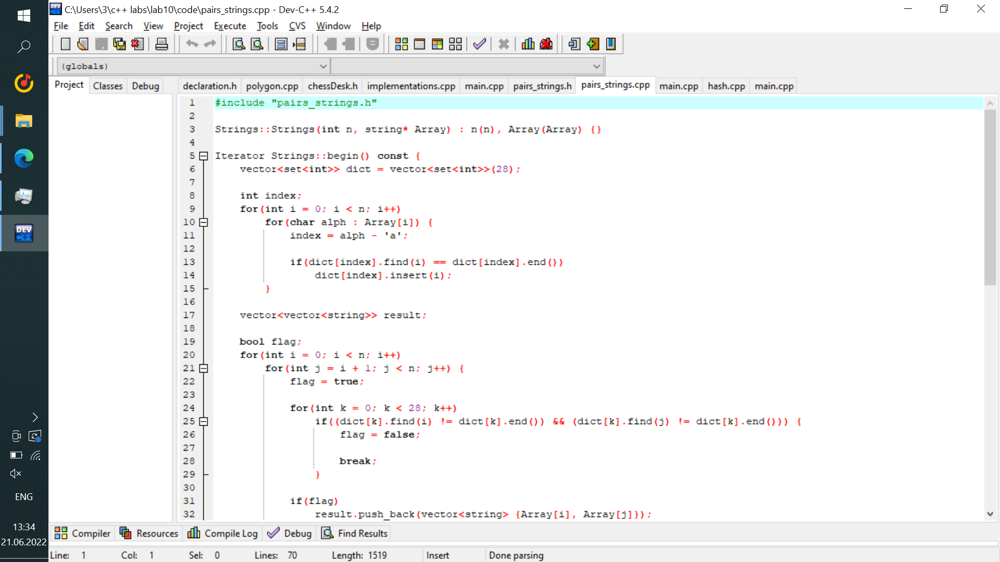 C:\Users\3\c++ labs\lab10\code\pairs_strings.cpp - Dev-C++ 5.4.2
File Edit Search View Project Execute Tools CVS Window Help
(globals)
Project Classes Debug
declaration.h polygon.cpp chessDesk.h implementations.cpp main.cpp pairs_strings.h pairs_strings.cpp main.cpp hash.cpp main.cpp
1 #include "pairs_strings.h"
2
3 Strings::Strings(int n, string* Array) : n(n), Array(Array) {}
4
5 Iterator Strings::begin() const {
6 vector<set<int>> dict = vector<set<int>>(28);
7
8 int index;
9 for(int i = 0; i < n; i++)
10 for(char alph : Array[i]) {
11 index = alph - 'a';
12
13 if(dict[index].find(i) == dict[index].end())
14 dict[index].insert(i);
15 }
16
17 vector<vector<string>> result;
18
19 bool flag;
20 for(int i = 0; i < n; i++)
21 for(int j = i + 1; j < n; j++) {
22 flag = true;
23
24 for(int k = 0; k < 28; k++)
25 if((dict[k].find(i) != dict[k].end()) && (dict[k].find(j) != dict[k].end())) {
26 flag = false;
27
28 break;
29 }
30
31 if(flag)
32 result.push_back(vector<string> {Array[i], Array[j]});
Compiler Resources Compile Log Debug Find Results
Line: 1 Col: 1 Sel: 0 Lines: 70 Length: 1519 Insert Done parsing
DEV
C++
ENG
13:34
21.06.2022